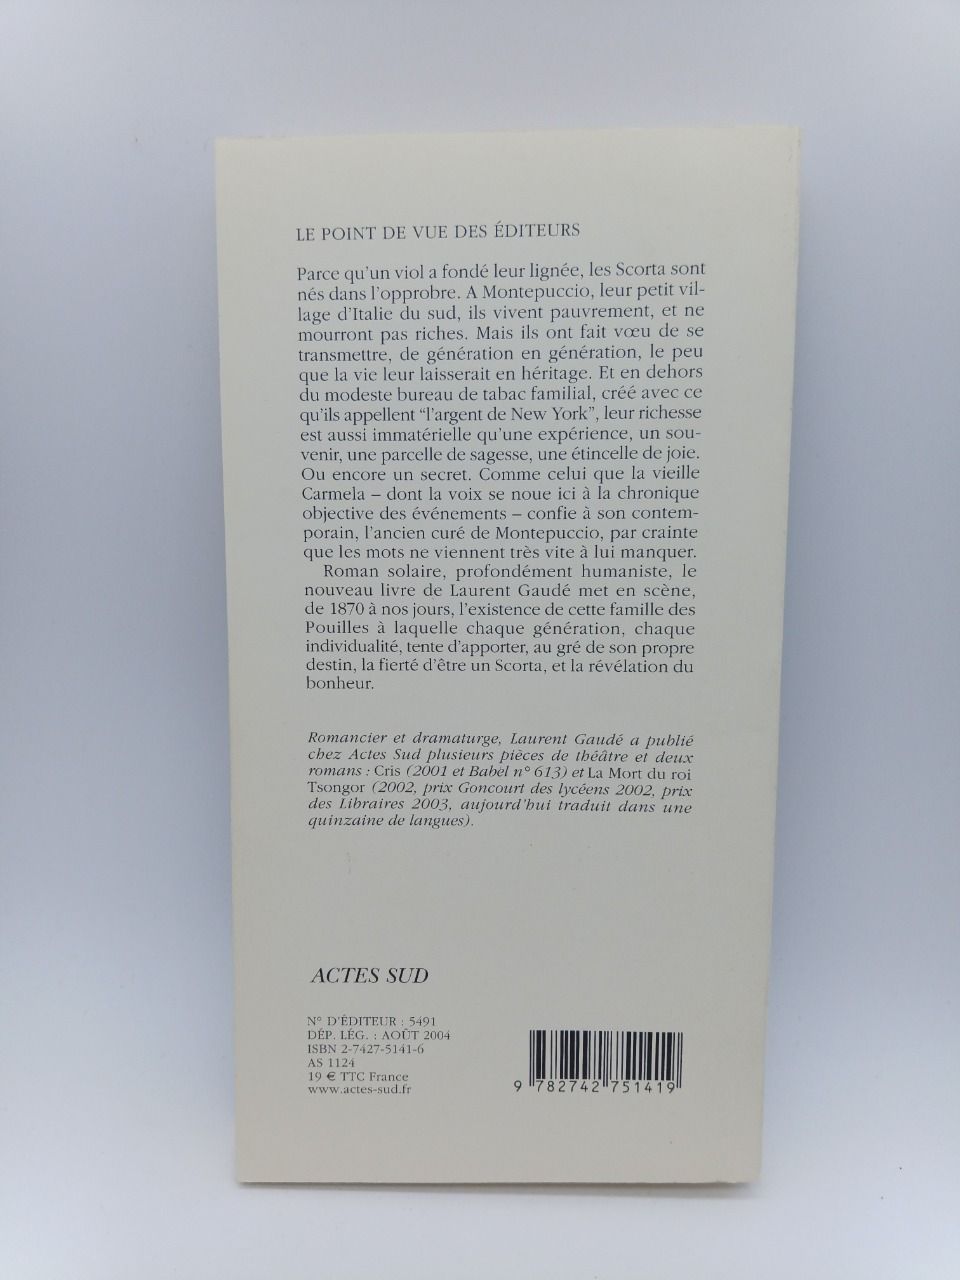 LE POINT DE VUE DES ÉDITEURS
Parce qu'un viol a fondé leur lignée, les Scorta sont
nés dans l'opprobre. A Montepuccio, leur petit vil-
lage d'Italie du sud, ils vivent pauvrement, et ne
mourront pas riches. Mais ils ont fait vœu de se
transmettre, de génération en génération, le peu
que la vie leur laisserait en héritage. Et en dehors
du modeste bureau de tabac familial, créé avec ce
qu'ils appellent “l'argent de New York”, leur richesse
est aussi immatérielle qu'une expérience, un sou-
venir, une parcelle de sagesse, une étincelle de joie.
Ou encore un secret. Comme celui que la vieille
Carmela – dont la voix se noue ici à la chronique
objective des événements – confie à son contem-
porain, l'ancien curé de Montepuccio, par crainte
que les mots ne viennent très vite à lui manquer.
Roman solaire, profondément humaniste, le
nouveau livre de Laurent Gaudé met en scène,
de 1870 à nos jours, l'existence de cette famille des
Pouilles à laquelle chaque génération, chaque
individualité, tente d'apporter, au gré de son propre
destin, la fierté d'être un Scorta, et la révélation du
bonheur.
Romancier et dramaturge, Laurent Gaudé a publié
chez Actes Sud plusieurs pièces de théâtre et deux
romans : Cris (2001 et Babel n° 613) et La Mort du roi
Tsongor (2002, prix Goncourt des lycéens 2002, prix
des Libraires 2003, aujourd'hui traduit dans une
quinzaine de langues).
ACTES SUD
N° D'ÉDITEUR : 5491
DÉP. LÉG. : AOÛT 2004
ISBN 2-7427-5141-6
AS 1124
19 € TTC France
www.actes-sud.fr
9 782742 751419